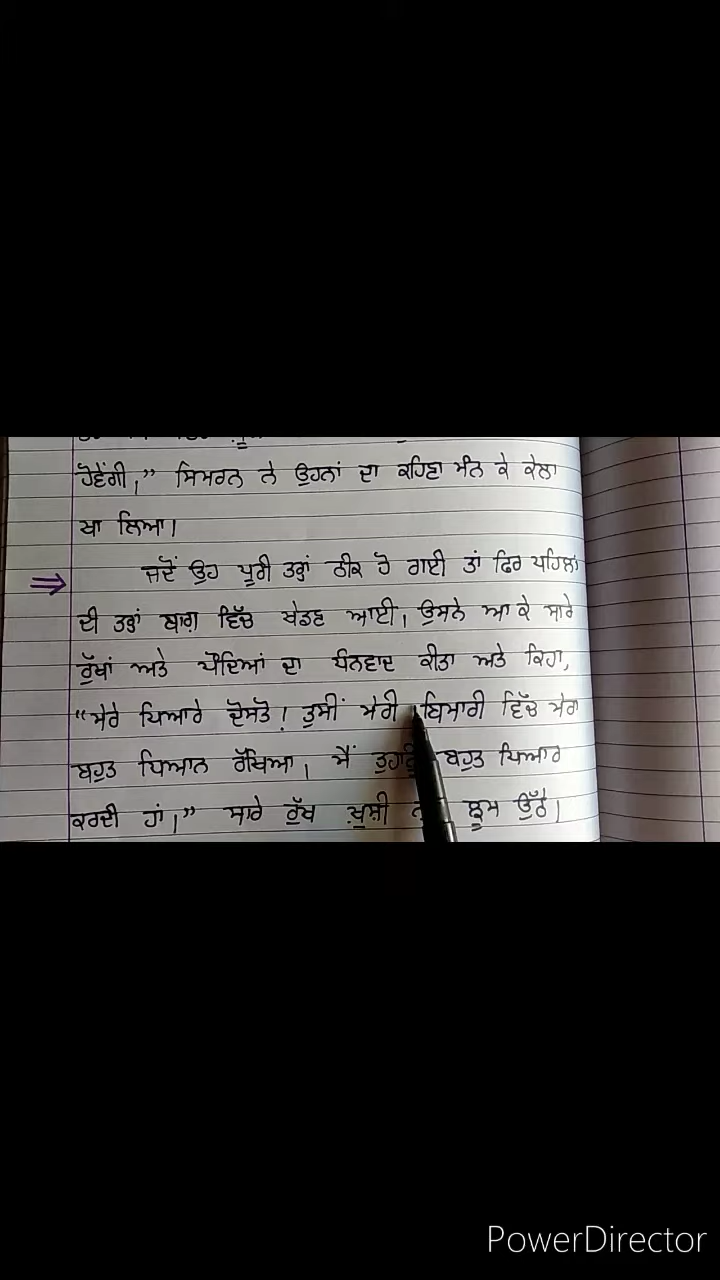 ਹੋਵੇਂਗੀ।” ਸਿਮਰਨ ਨੇ ਉਹਨਾਂ ਦਾ ਕਹਿਣਾ ਮੰਨ ਕੇ ਕੇਲਾ
ਖਾ ਲਿਆ।
ਜਦੋਂ ਉਹ ਪੂਰੀ ਤਰ੍ਹਾਂ ਠੀਕ ਹੋ ਗਈ ਤਾਂ ਫਿਰ ਪਹਿਲਾਂ
ਦੀ ਤਰ੍ਹਾਂ ਬਾਗ਼ ਵਿੱਚ ਖੇਡਣ ਆਈ। ਉਸਨੇ ਆ ਕੇ ਸਾਰੇ
ਰੁੱਖਾਂ ਅਤੇ ਪੌਦਿਆਂ ਦਾ ਧੰਨਵਾਦ ਕੀਤਾ ਅਤੇ ਕਿਹਾ,
“ਮੇਰੇ ਪਿਆਰੇ ਦੋਸਤੋ! ਤੁਸੀਂ ਮੇਰੀ ਬਿਮਾਰੀ ਵਿੱਚ ਮੇਰਾ
ਬਹੁਤ ਧਿਆਨ ਰੱਖਿਆ। ਮੈਂ ਤੁਹਾਨੂੰ ਬਹੁਤ ਪਿਆਰ
ਕਰਦੀ ਹਾਂ।” ਸਾਰੇ ਰੁੱਖ ਖ਼ੁਸ਼ੀ ਝੂਮ ਉੱਠੇ।
PowerDirector